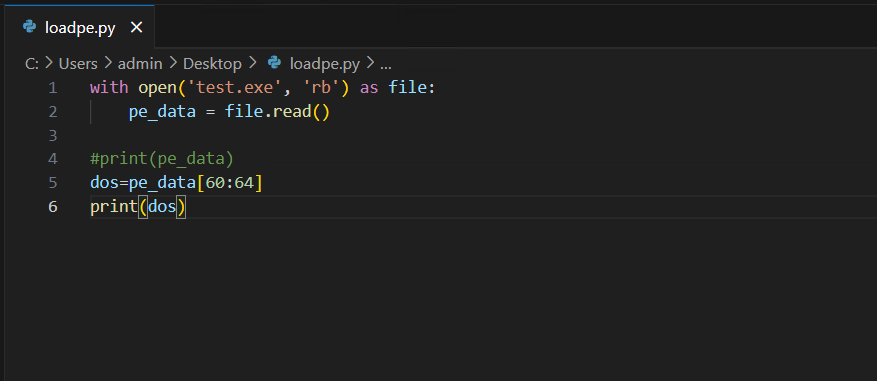 loadpe.py ×
C: > Users > admin > Desktop > loadpe.py > ...
1 with open('test.exe', 'rb') as file:
2     pe_data = file.read()
3
4 #print(pe_data)
5 dos=pe_data[60:64]
6 print(dos)